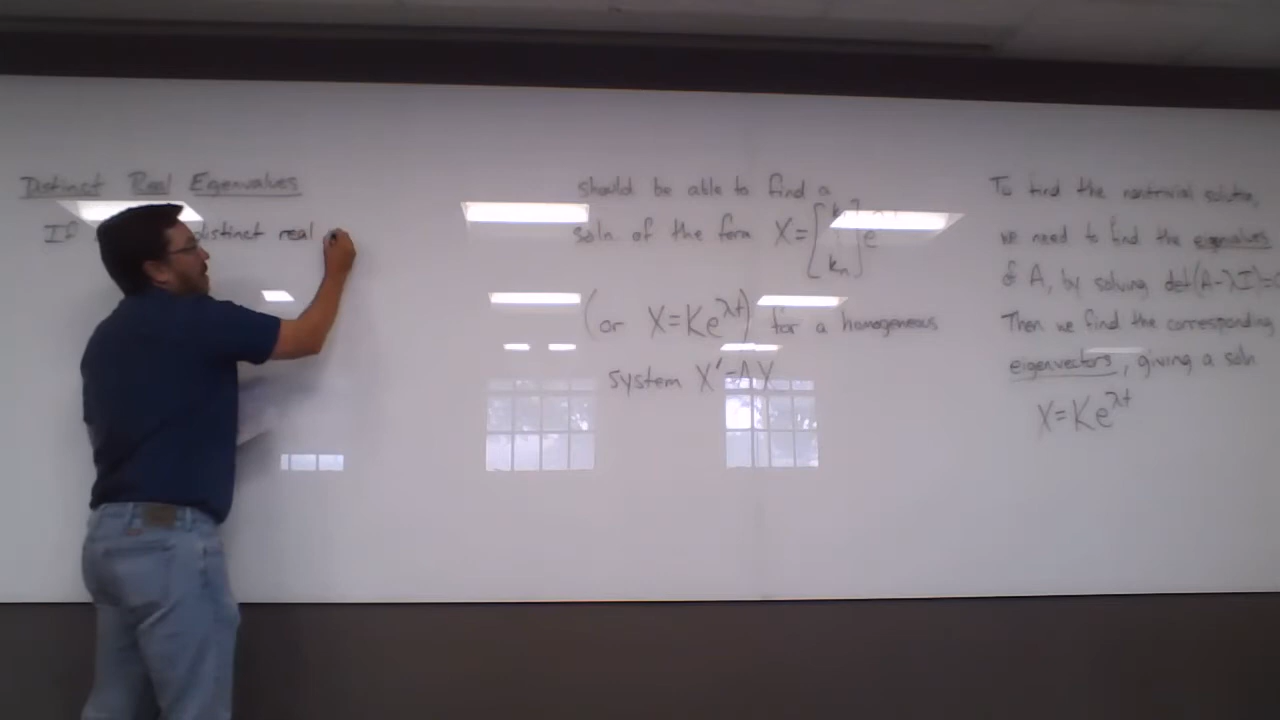 Distinct Real Eigenvalues
If distinct real
should be able to find a
soln. of the form X = [k kn] e
(or X=Ke^λt) for a homogeneous
system X' = AX
To find the nontrivial solution,
we need to find the eigenvalues
of A, by solving det(A-λI)=0
Then we find the corresponding
eigenvectors, giving a soln
X=Ke^λt